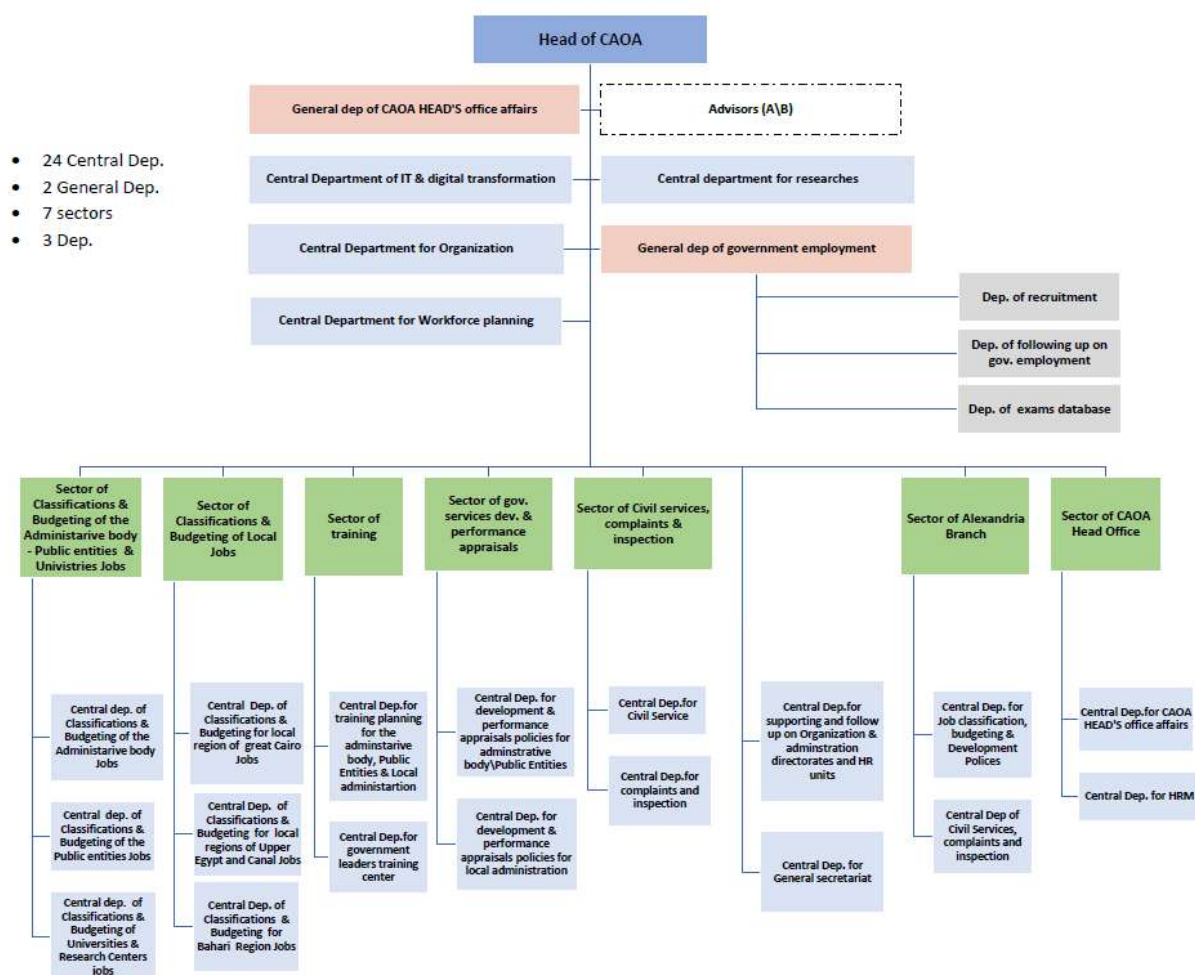 Head of CAOA
General dep of CAOA HEAD'S office affairs
Advisors (A\B)
• 24 Central Dep.
• 2 General Dep.
• 7 sectors
• 3 Dep.
Central Department of IT & digital transformation
Central department for researches
Central Department for Organization
General dep of government employment
Central Department for Workforce planning
Dep. of recruitment
Dep. of following up on
gov. employment
Dep. of exams database
Sector of
Classifications &
Budgeting of the
Administarive body
- Public entities &
Univistries Jobs
Sector of
Classifications &
Budgeting of Local
Jobs
Sector of
training
Sector of gov.
services dev. &
performance
appraisals
Sector of Civil services,
complaints &
inspection
Sector of Alexandria
Branch
Sector of CAOA
Head Office
Central dep. of
Classifications &
Budgeting of the
Administarive body
Jobs
Central dep. of
Classifications &
Budgeting of the
Public entities Jobs
Central dep. of
Classifications &
Budgeting of
Universities &
Research Centers
jobs
Central Dep. of
Classifications &
Budgeting for local
region of great Cairo
Jobs
Central Dep. of
Classifications &
Budgeting for local
regions of Upper
Egypt and Canal Jobs
Central Dep. of
Classifications &
Budgeting for
Bahari Region Jobs
Central Dep.for
training planning
for the
adminstarive
body, Public
Entities & Local
administartion
Central Dep.for
government
leaders training
center
Central Dep. for
development &
performance
appraisals policies for
adminstrative
body\Public Entities
Central Dep. for
development &
performance
appraisals policies for
local administration
Central Dep.for
Civil Service
Central Dep.for
complaints and
inspection
Central Dep.for
supporting and follow
up on Organization &
adminstration
directorates and HR
units
Central Dep. for
General secretariat
Central Dep. for
Job classification,
budgeting &
Development
Polices
Central Dep of
Civil Services,
complaints and
inspection
Central Dep.for CAOA
HEAD'S office affairs
Central Dep. for HRM